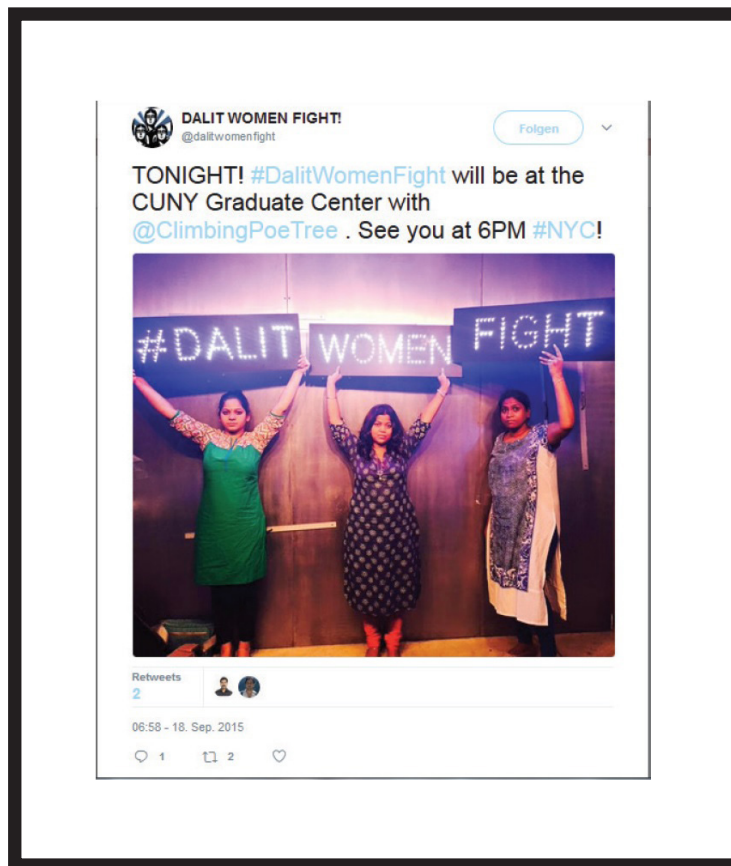 DALIT WOMEN FIGHT!
@dalitwomenfight
Folgen
TONIGHT! #DalitWomenFight will be at the
CUNY Graduate Center with
@ClimbingPoeTree . See you at 6PM #NYC!
#DALIT WOMEN FIGHT
Retweets
2
06:58 - 18. Sep. 2015
1 2